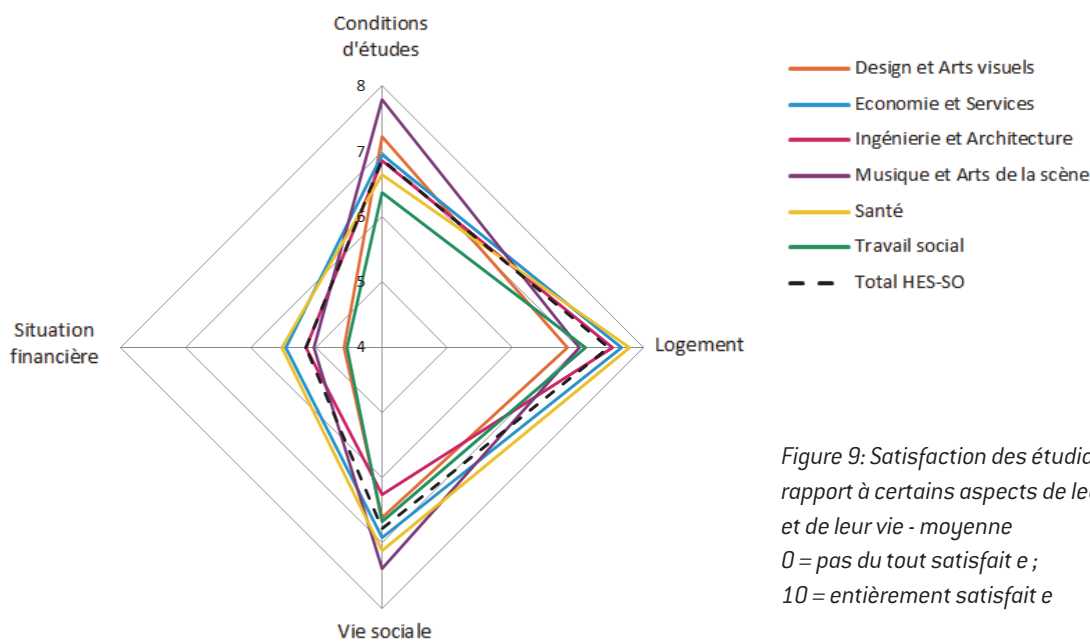 Conditions
d'études
8
7
6
5
4
Situation
financière
Logement
Vie sociale
Design et Arts visuels
Economie et Services
Ingénierie et Architecture
Musique et Arts de la scène
Santé
Travail social
Total HES-SO
Figure 9: Satisfaction des
rapport à certains aspects de
et de leur vie - moyenne
0 = pas du tout satisfait e ;
10 = entièrement satisfait e